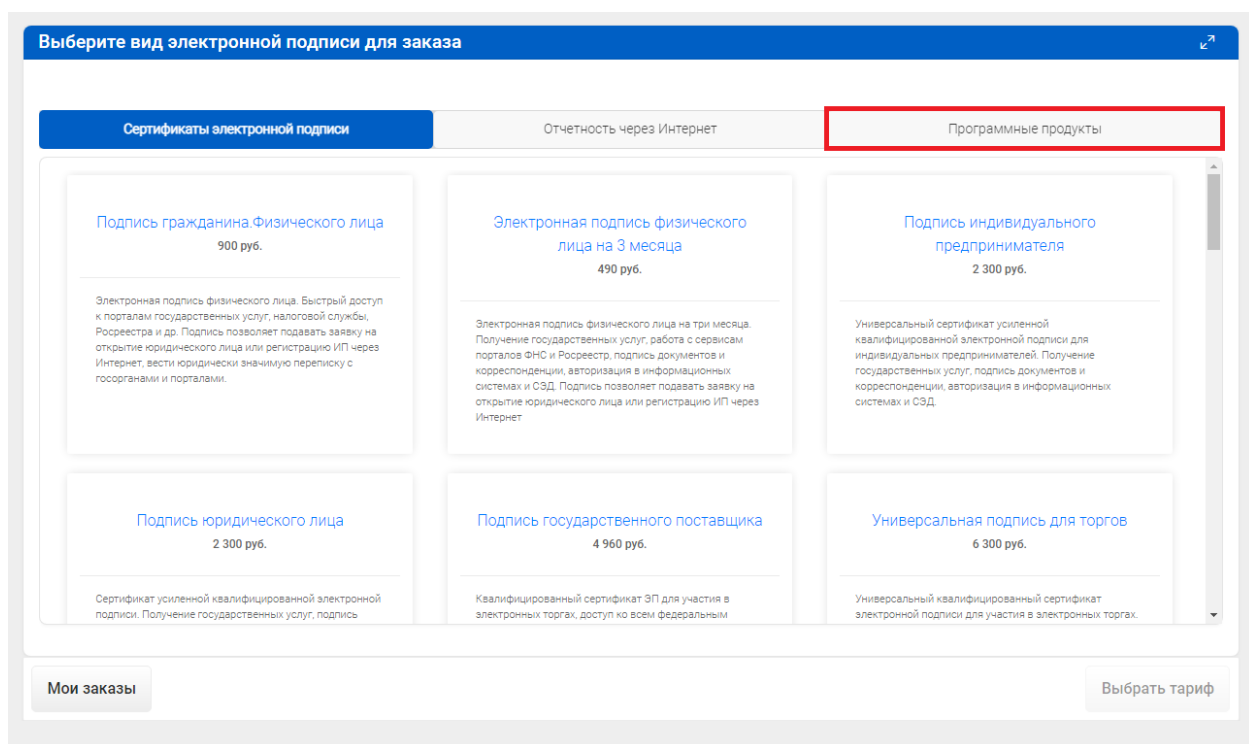 Выберите вид электронной подписи для заказа
Сертификаты электронной подписи
Отчетность через Интернет
Программные продукты
Подпись гражданина.Физического лица
900 руб.
Электронная подпись физического лица. Быстрый доступ
к порталам государственных услуг, налоговой службы,
Росреестра и др. Подпись позволяет подавать заявку на
открытие юридического лица или регистрацию ИП через
Интернет, вести юридически значимую переписку с
госорганами и порталами.
Электронная подпись физического
лица на 3 месяца
490 руб.
Электронная подпись физического лица на три месяца.
Получение государственных услуг, работа с сервисам
порталов ФНС и Росреестр, подпись документов и
корреспонденции, авторизация в информационных
системах и СЭД. Подпись позволяет подавать заявку на
открытие юридического лица или регистрацию ИП через
Интернет
Подпись индивидуального
предпринимателя
2 300 руб.
Универсальный сертификат усиленной
квалифицированной электронной подписи для
индивидуальных предпринимателей. Получение
государственных услуг, подпись документов и
корреспонденции, авторизация в информационных
системах и СЭД.
Подпись юридического лица
2 300 руб.
Сертификат усиленной квалифицированной электронной
подписи. Получение государственных услуг, подпись
Подпись государственного поставщика
4 960 руб.
Квалифицированный сертификат ЭП для участия в
электронных торгах, доступ ко всем федеральным
Универсальная подпись для торгов
6 300 руб.
Универсальный квалифицированный сертификат
электронной подписи для участия в электронных торгах.
Мои заказы
Выбрать тариф